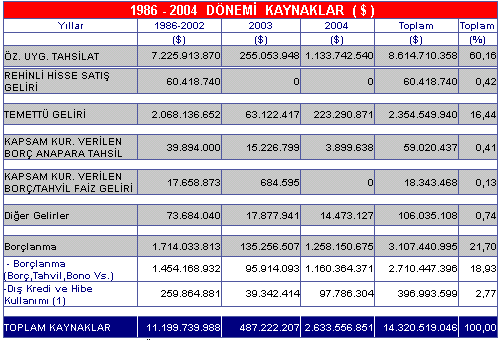 1986 - 2004 DÖNEMİ KAYNAKLAR ( $ )
Yıllar 1986-2002 2003 2004 Toplam Toplam
($) ($) ($) ($) (%)
ÖZ. UYG. TAHSİLAT 7.225.913.870 255.053.948 1.133.742.540 8.614.710.358 60,16
REHİNLİ HİSSE SATIŞ
GELİRİ 60.418.740 0 0 60.418.740 0,42
TEMETTÜ GELİRİ 2.068.136.652 63.122.417 223.290.871 2.354.549.940 16,44
KAPSAM KUR. VERİLEN
BORÇ ANAPARA TAHSİL 39.894.000 15.226.799 3.899.638 59.020.437 0,41
KAPSAM KUR. VERİLEN
BORÇ/TAHVİL FAİZ GELİRİ 17.658.873 684.595 0 18.343.468 0,13
Diğer Gelirler 73.684.040 17.877.941 14.473.127 106.035.108 0,74
Borçlanma 1.714.033.813 135.256.507 1.258.150.675 3.107.440.995 21,70
- Borçlanma
(Borç,Tahvil,Bono Vs.) 1.454.168.932 95.914.093 1.160.364.371 2.710.447.396 18,93
-Dış Kredi ve Hibe
Kullanımı (1) 259.864.881 39.342.414 97.786.304 396.993.599 2,77
TOPLAM KAYNAKLAR 11.199.739.988 487.222.207 2.633.556.851 14.320.519.046 100,00